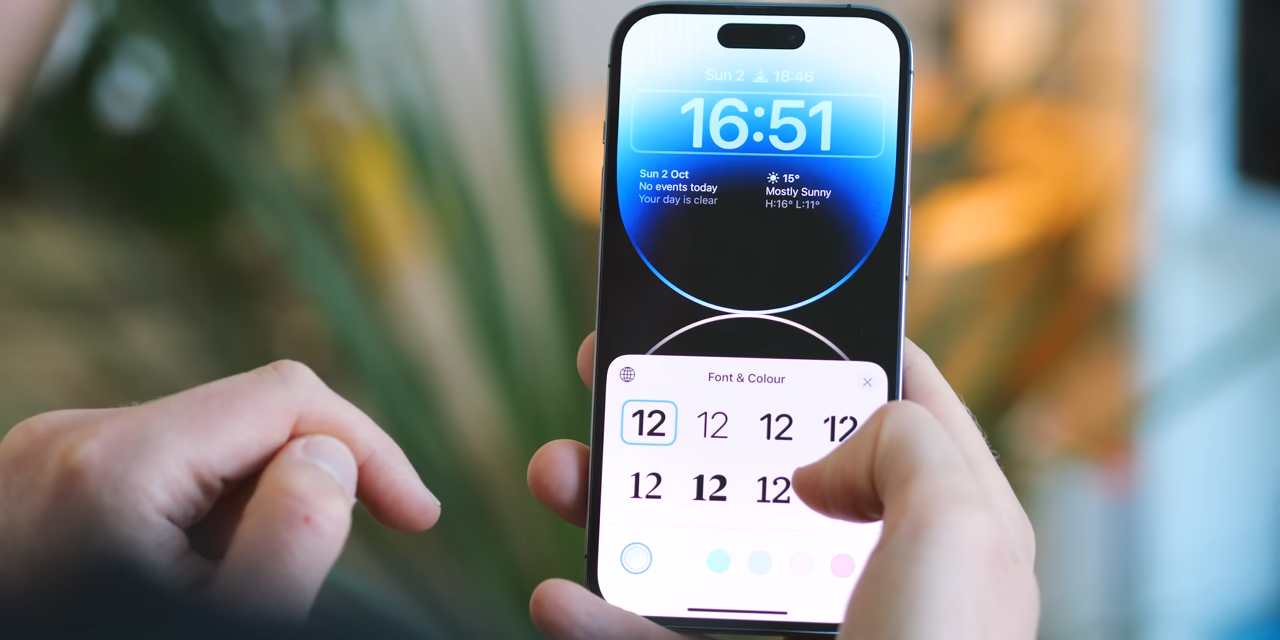 Sun 2 18:46
16:51
Sun 2 Oct
No events today
Your day is clear
15°
Mostly Sunny
H:16° L:11°
Font & Colour
12 12 12 12
12 12 12